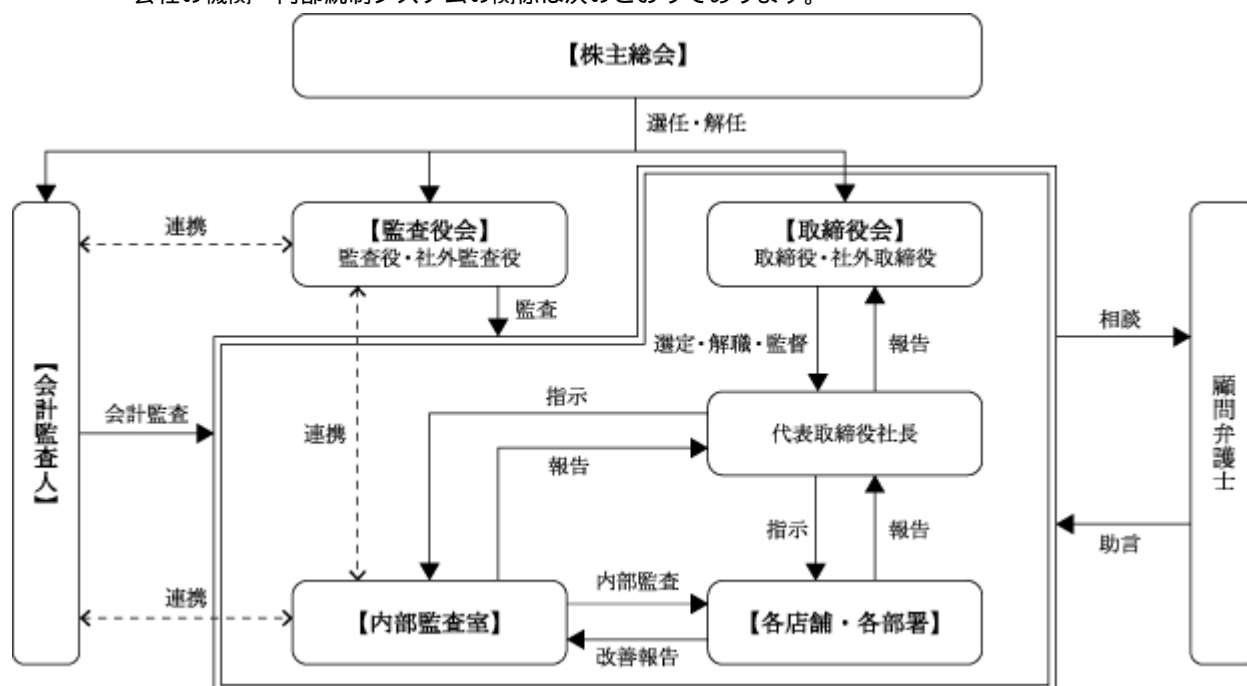 会社の機関・内部統制システムの関係は次のとおりであります。
【株主総会】
選任・解任
連携
【監査役会】
監査役・社外監査役
【取締役会】
取締役・社外取締役
監査
選定・解職・監督
報告
相談
【会計監査人】
会計監査
連携
指示
報告
代表取締役社長
顧問弁護士
指示
報告
助言
連携
【内部監査室】
内部監査
改善報告
【各店舗・各部署】